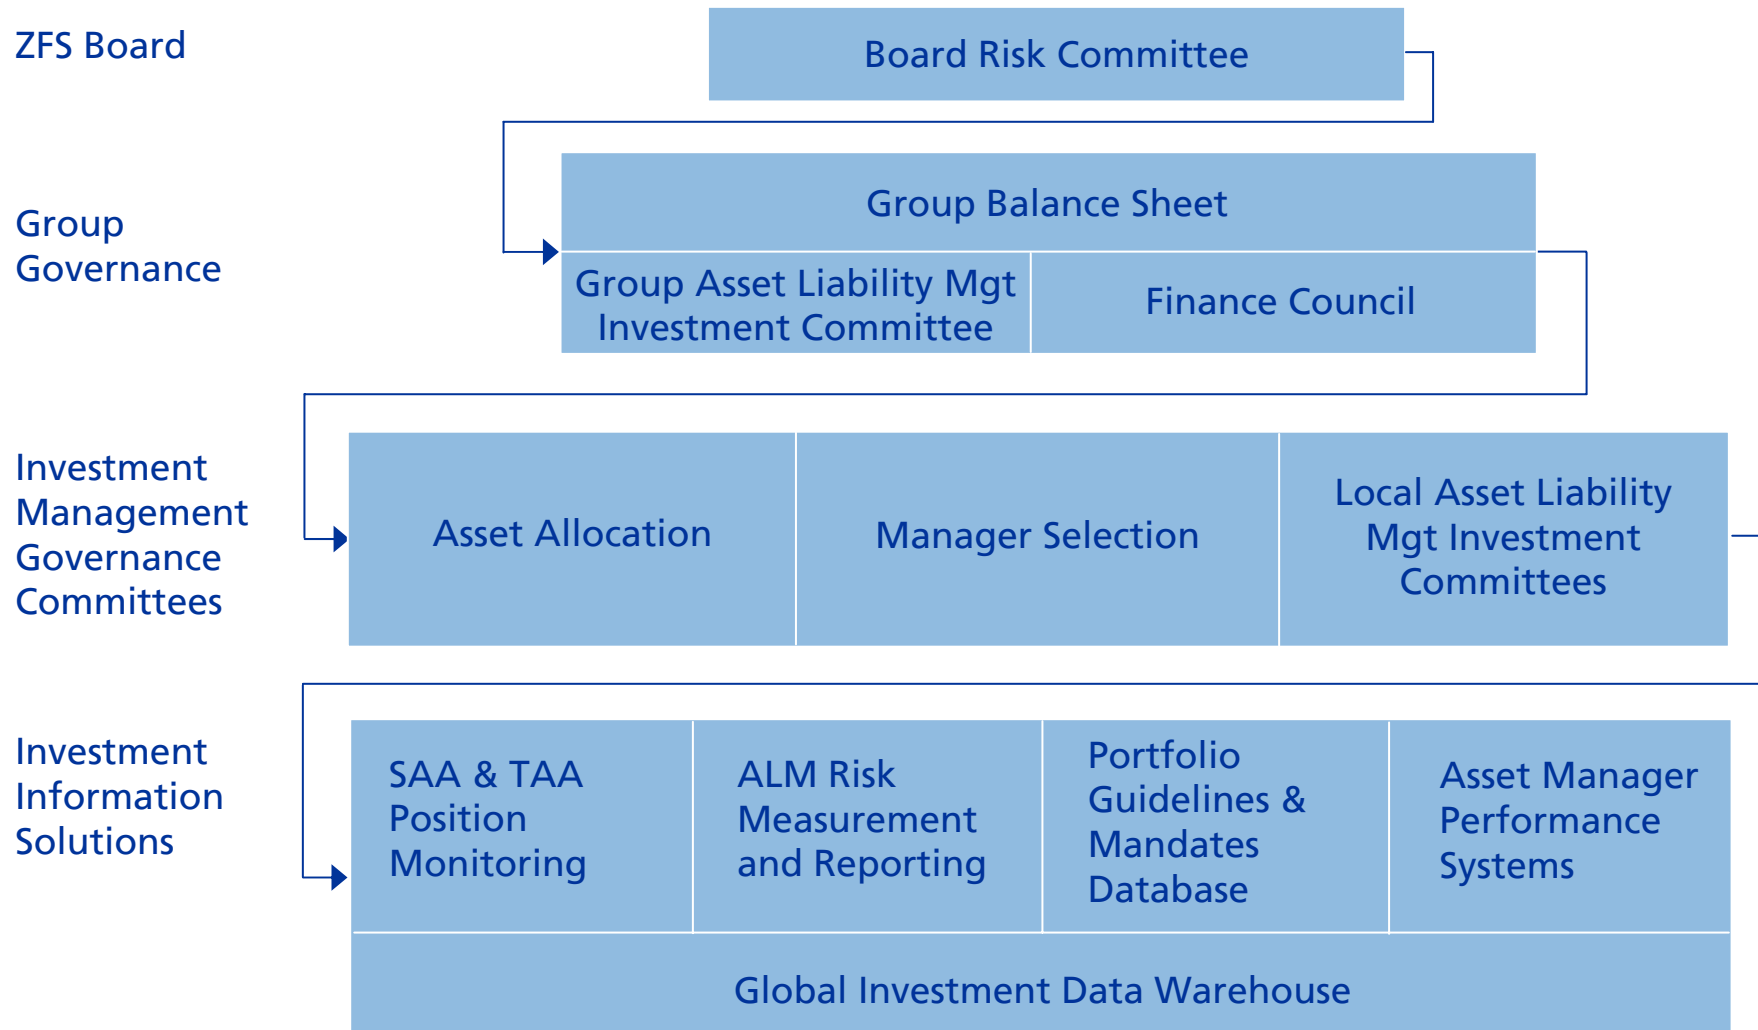 ZFS Board
Board Risk Committee
Group
Governance
Group Balance Sheet
Group Asset Liability Mgt
Investment Committee
Finance Council
Investment
Management
Governance
Committees
Asset Allocation
Manager Selection
Local Asset Liability
Mgt Investment
Committees
Investment
Information
Solutions
SAA & TAA
Position
Monitoring
ALM Risk
Measurement
and Reporting
Portfolio
Guidelines &
Mandates
Database
Asset Manager
Performance
Systems
Global Investment Data Warehouse